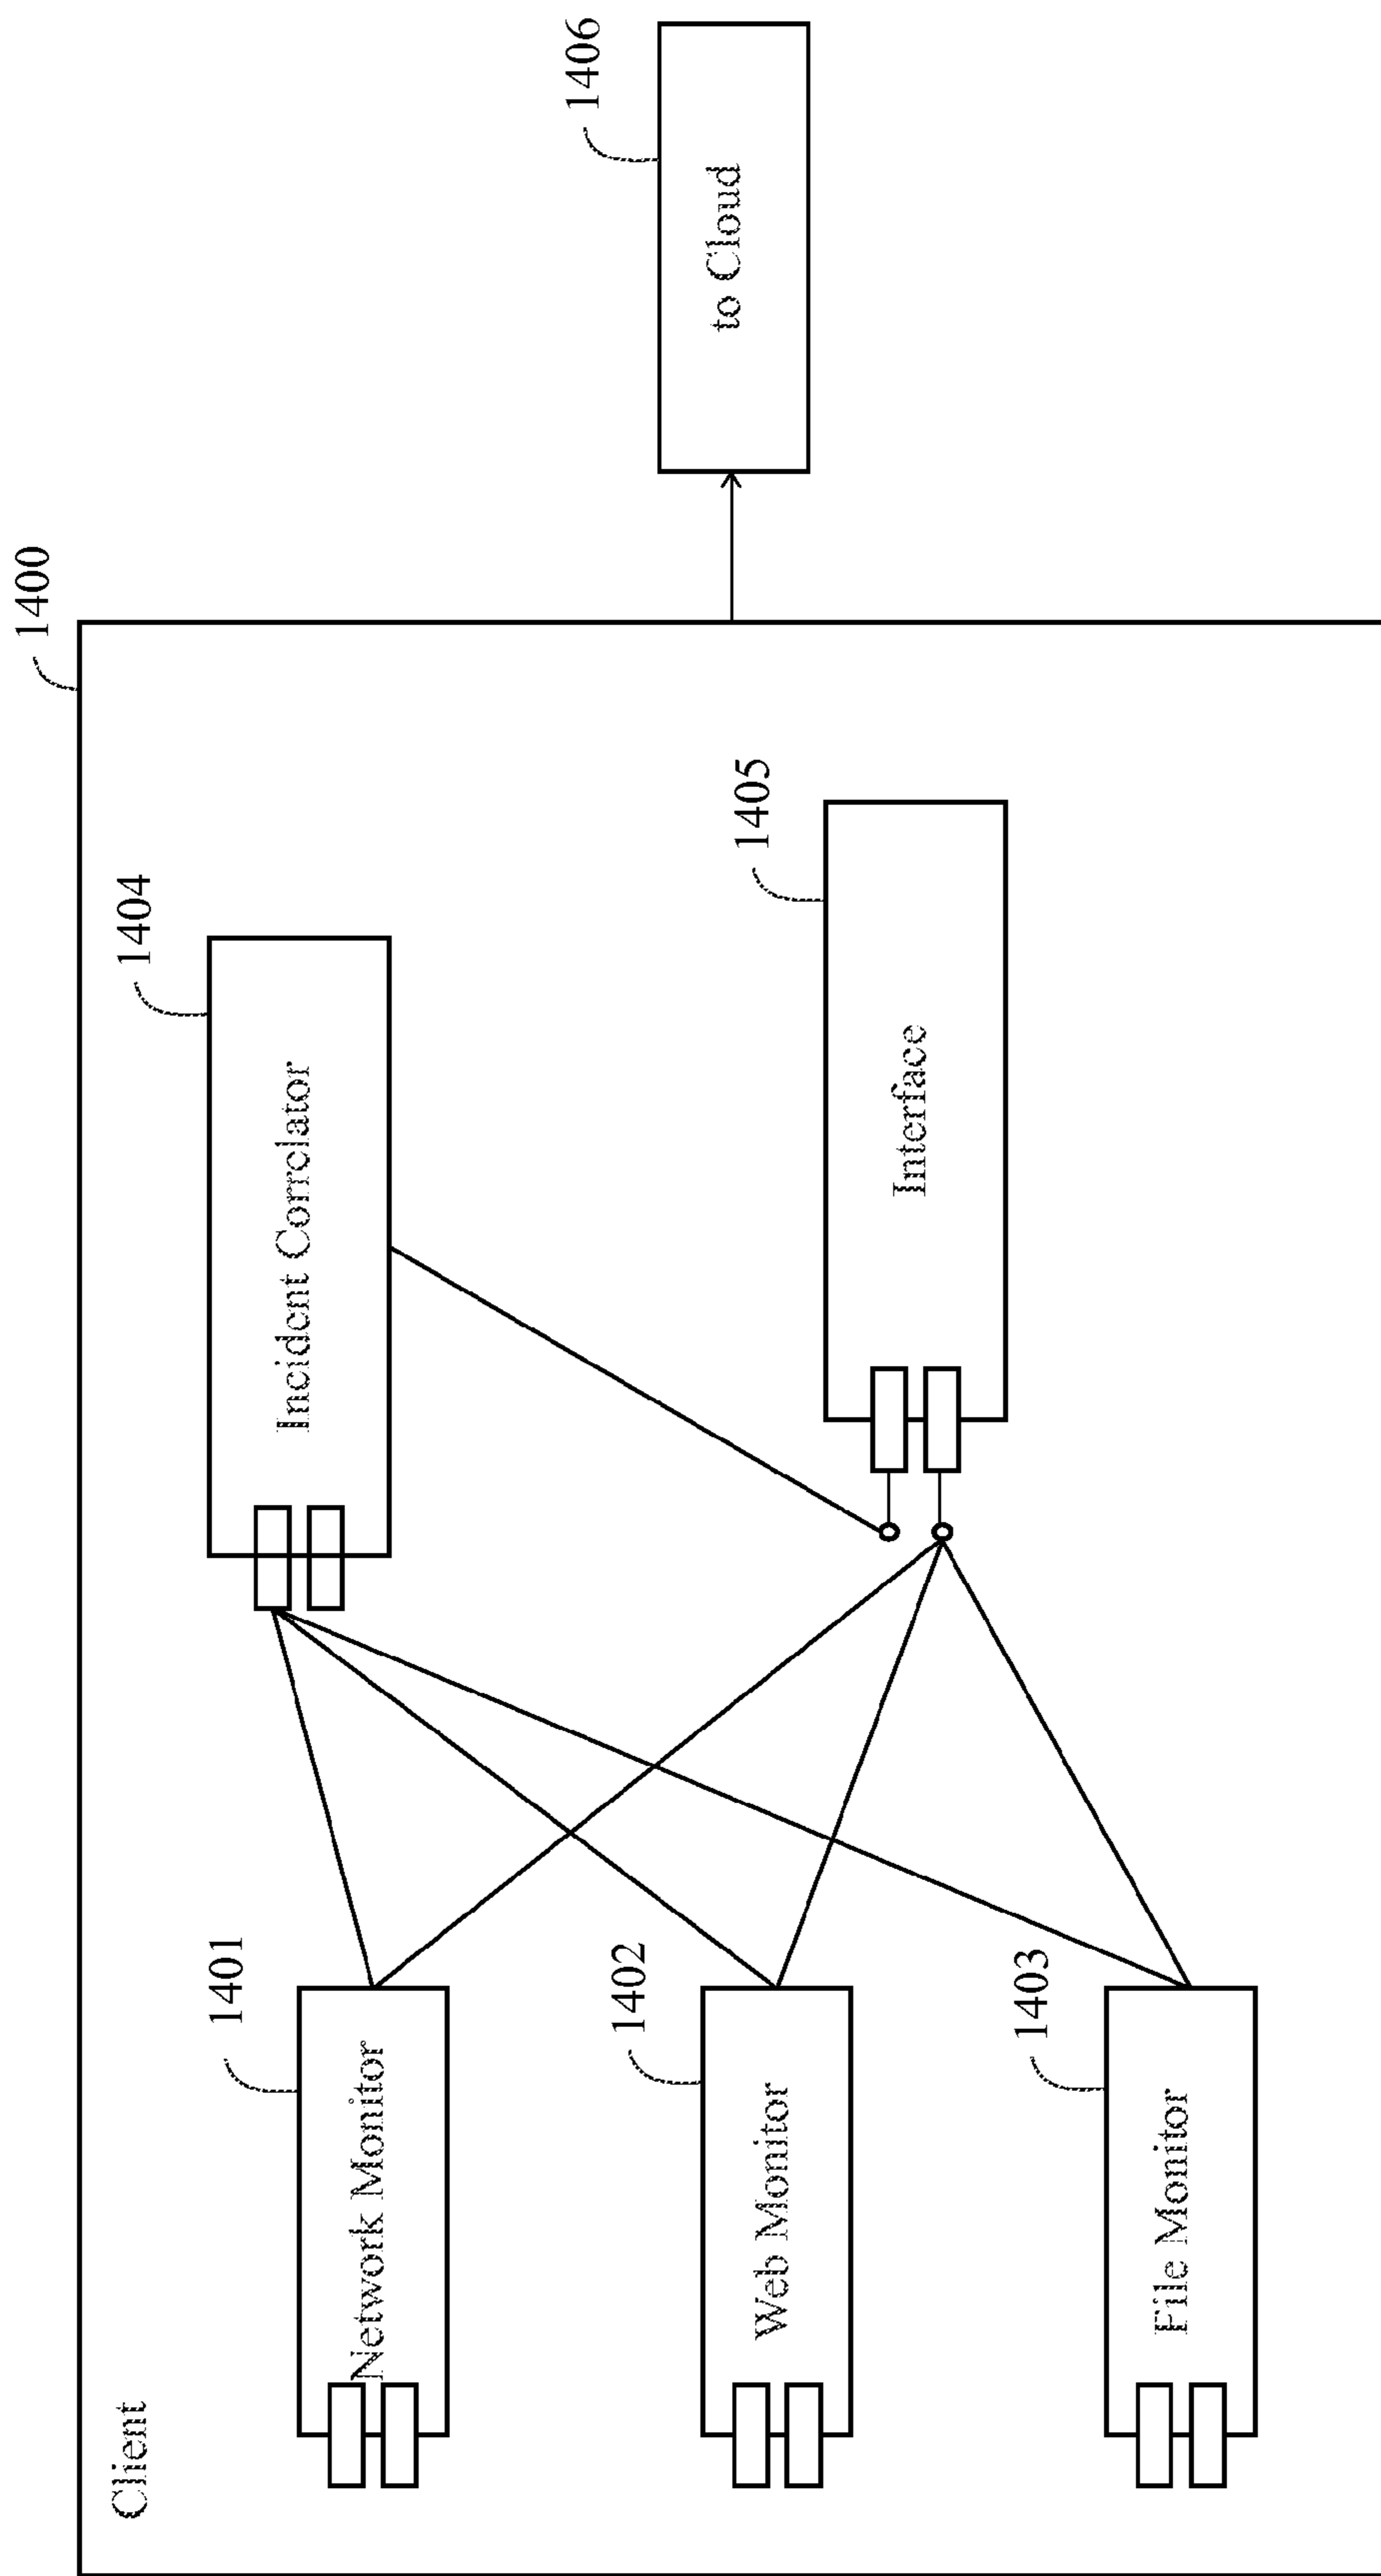 Client
1400
1401
Network Monitor
1402
Web Monitor
1403
File Monitor
1404
Incident Correlator
1405
Interface
1406
to Cloud